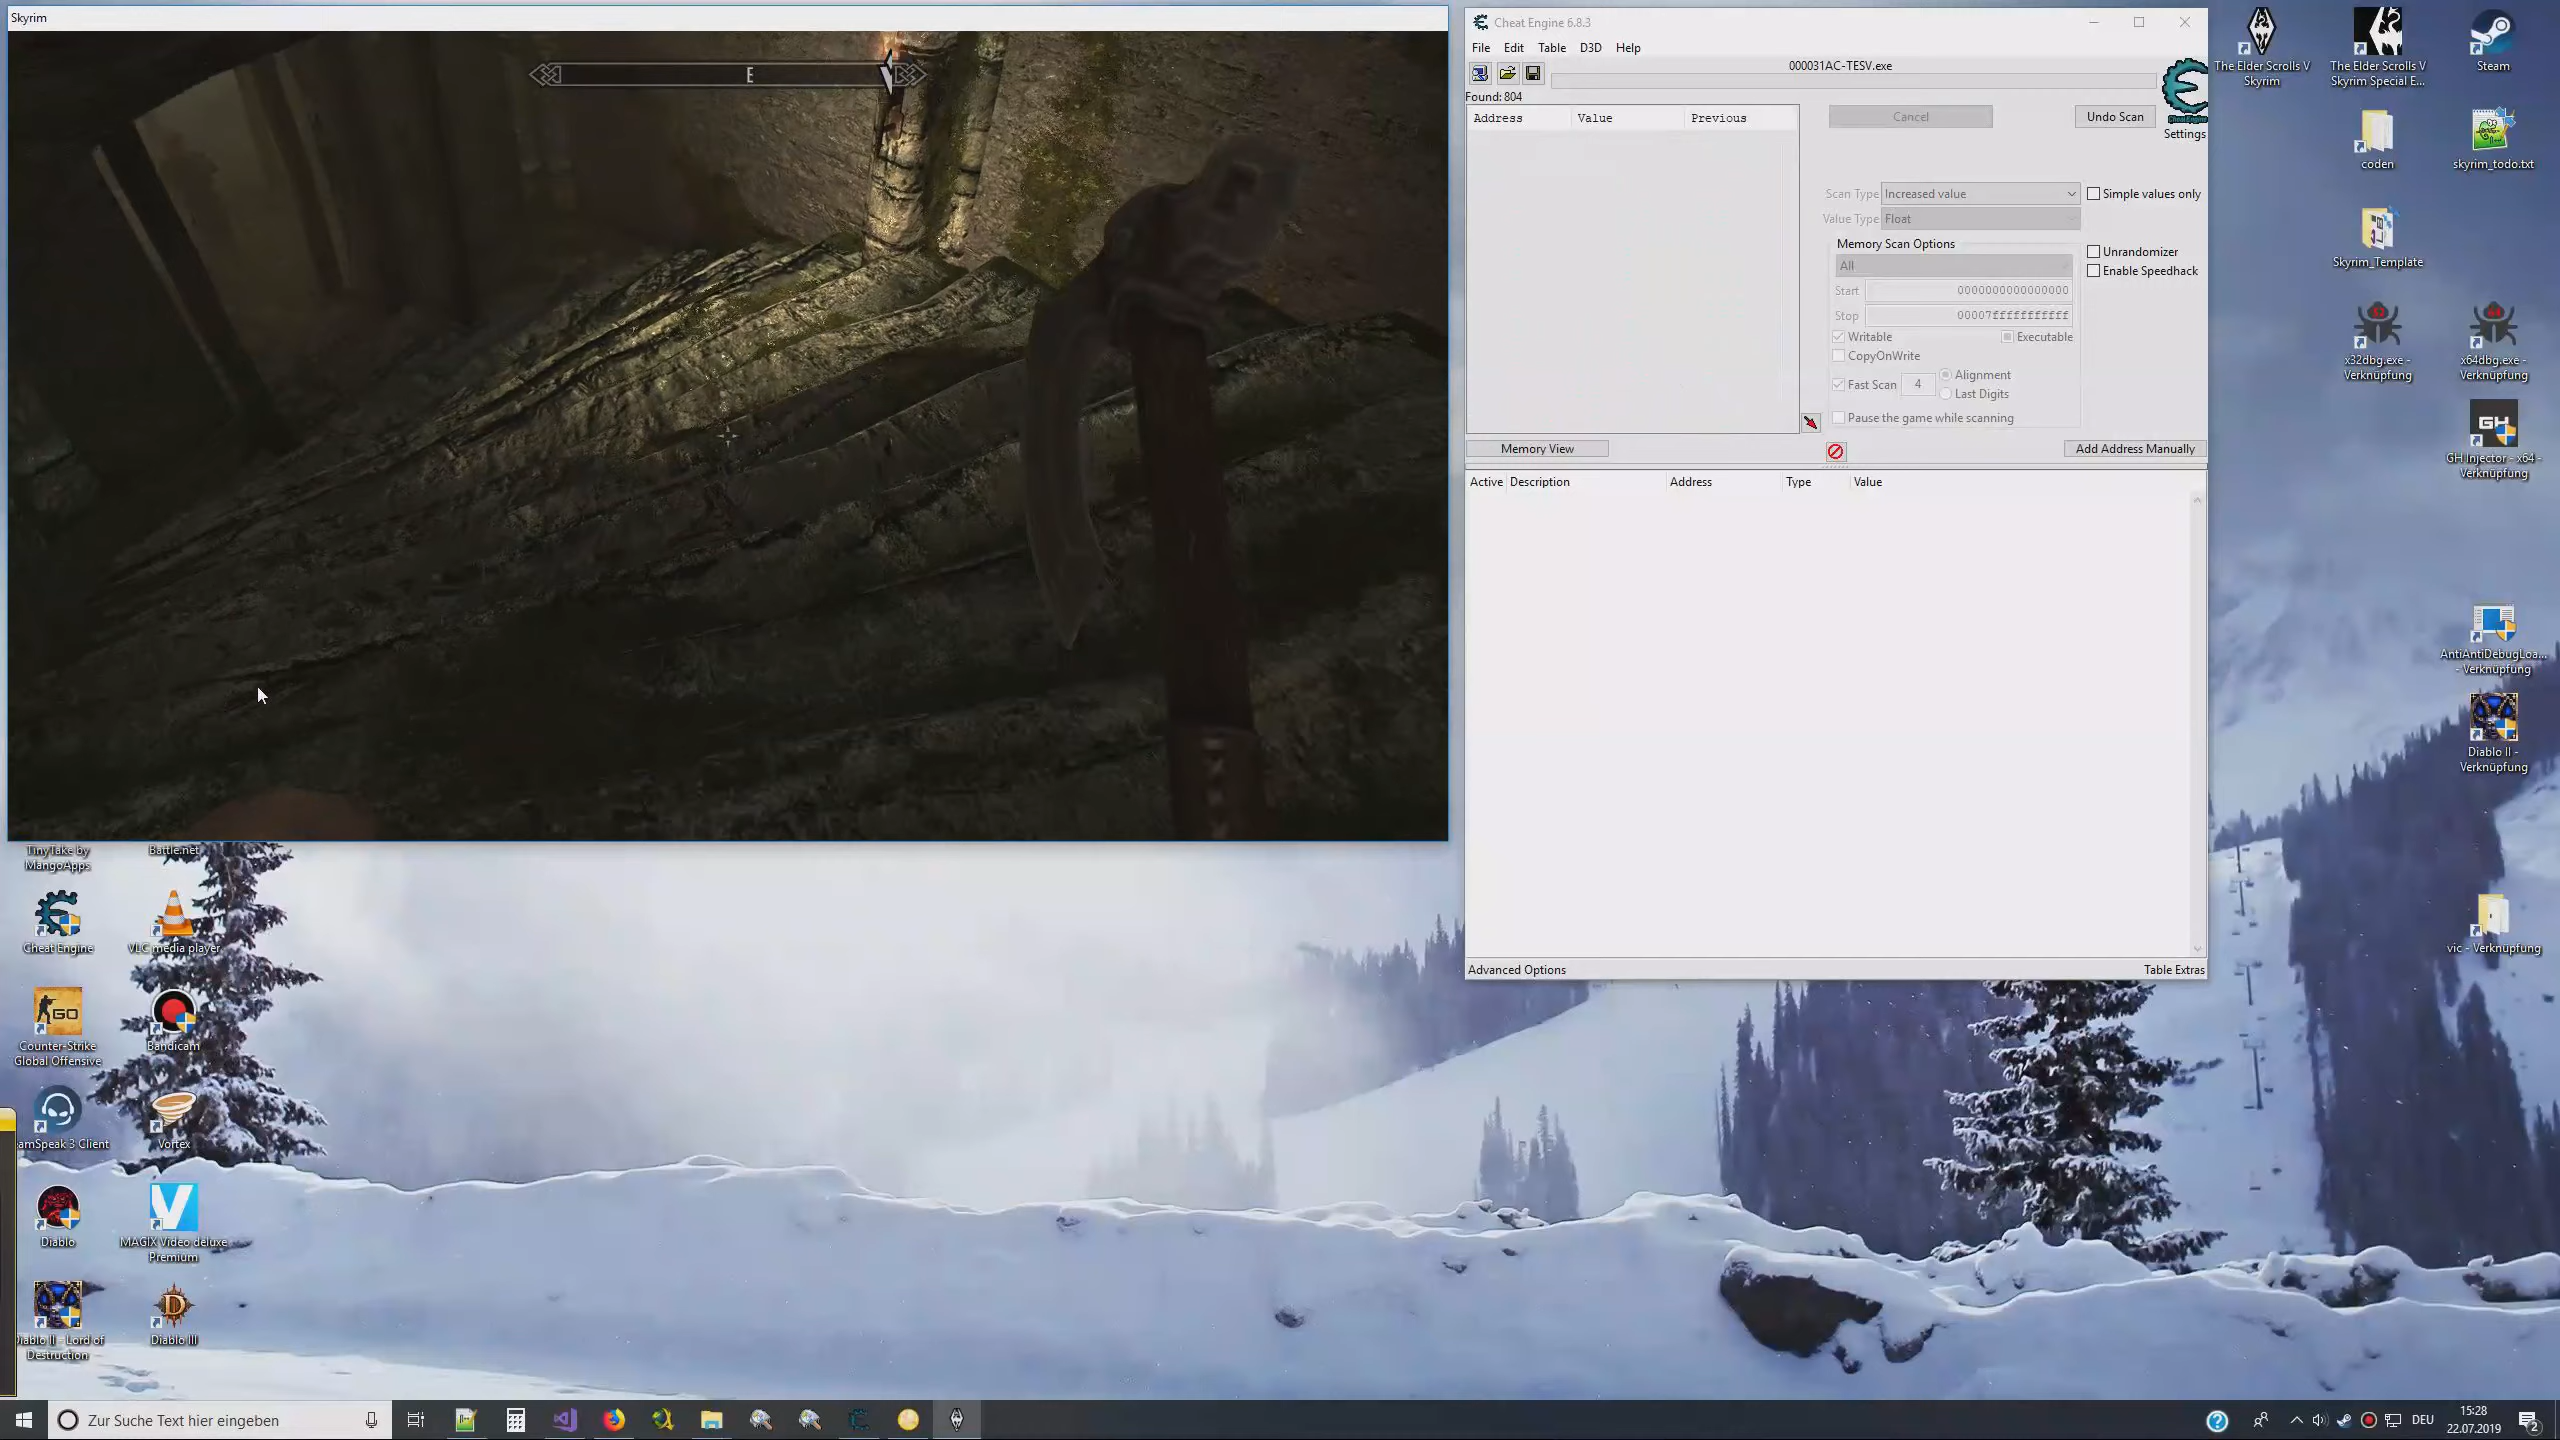 Skyrim
E
Cheat Engine 6.8.3
File Edit Table D3D Help
000031AC-TESV.exe
Found: 804
Address Value Previous
Cancel
Undo Scan
Settings
Scan Type Increased value
Simple values only
Value Type Float
Memory Scan Options
All
Unrandomizer
Enable Speedhack
Start 0000000000000000
Stop 00007fffffffffff
Writable Executable
CopyOnWrite
Fast Scan 4 Alignment
Last Digits
Pause the game while scanning
Memory View
Add Address Manually
Active Description Address Type Value
Advanced Options
Table Extras
The Elder Scrolls V
Skyrim
The Elder Scrolls V
Skyrim Special E...
Steam
coden
skyrim_todo.txt
Skyrim_Template
x32dbg.exe -
Verknüpfung
x64dbg.exe -
Verknüpfung
GH
GH Injector - x64 -
Verknüpfung
AntiAntiDebugLoa...
- Verknüpfung
Diablo II -
Verknüpfung
vic - Verknüpfung
TinyTake by
MangoApps
Battle.net
Cheat Engine
VLC media player
GO
Counter-Strike
Global Offensive
Bandicam
amSpeak 3 Client
Vortex
Diablo
MAGIX Video deluxe
Premium
Diablo II - Lord of
Destruction
Diablo III
Zur Suche Text hier eingeben
DEU
15:28
22.07.2019
2